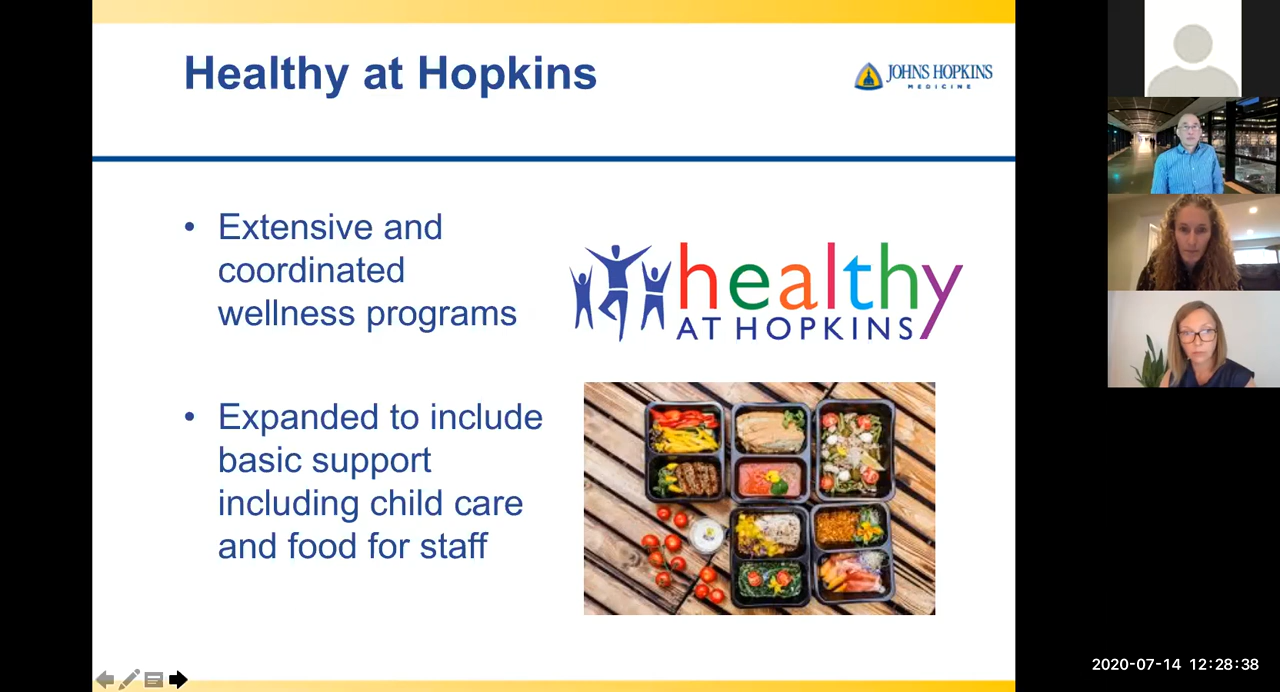 Healthy at Hopkins
JOHNS HOPKINS
MEDICINE
• Extensive and
coordinated
wellness programs
healthy
AT HOPKINS
• Expanded to include
basic support
including child care
and food for staff
2020-07-14 12:28:38